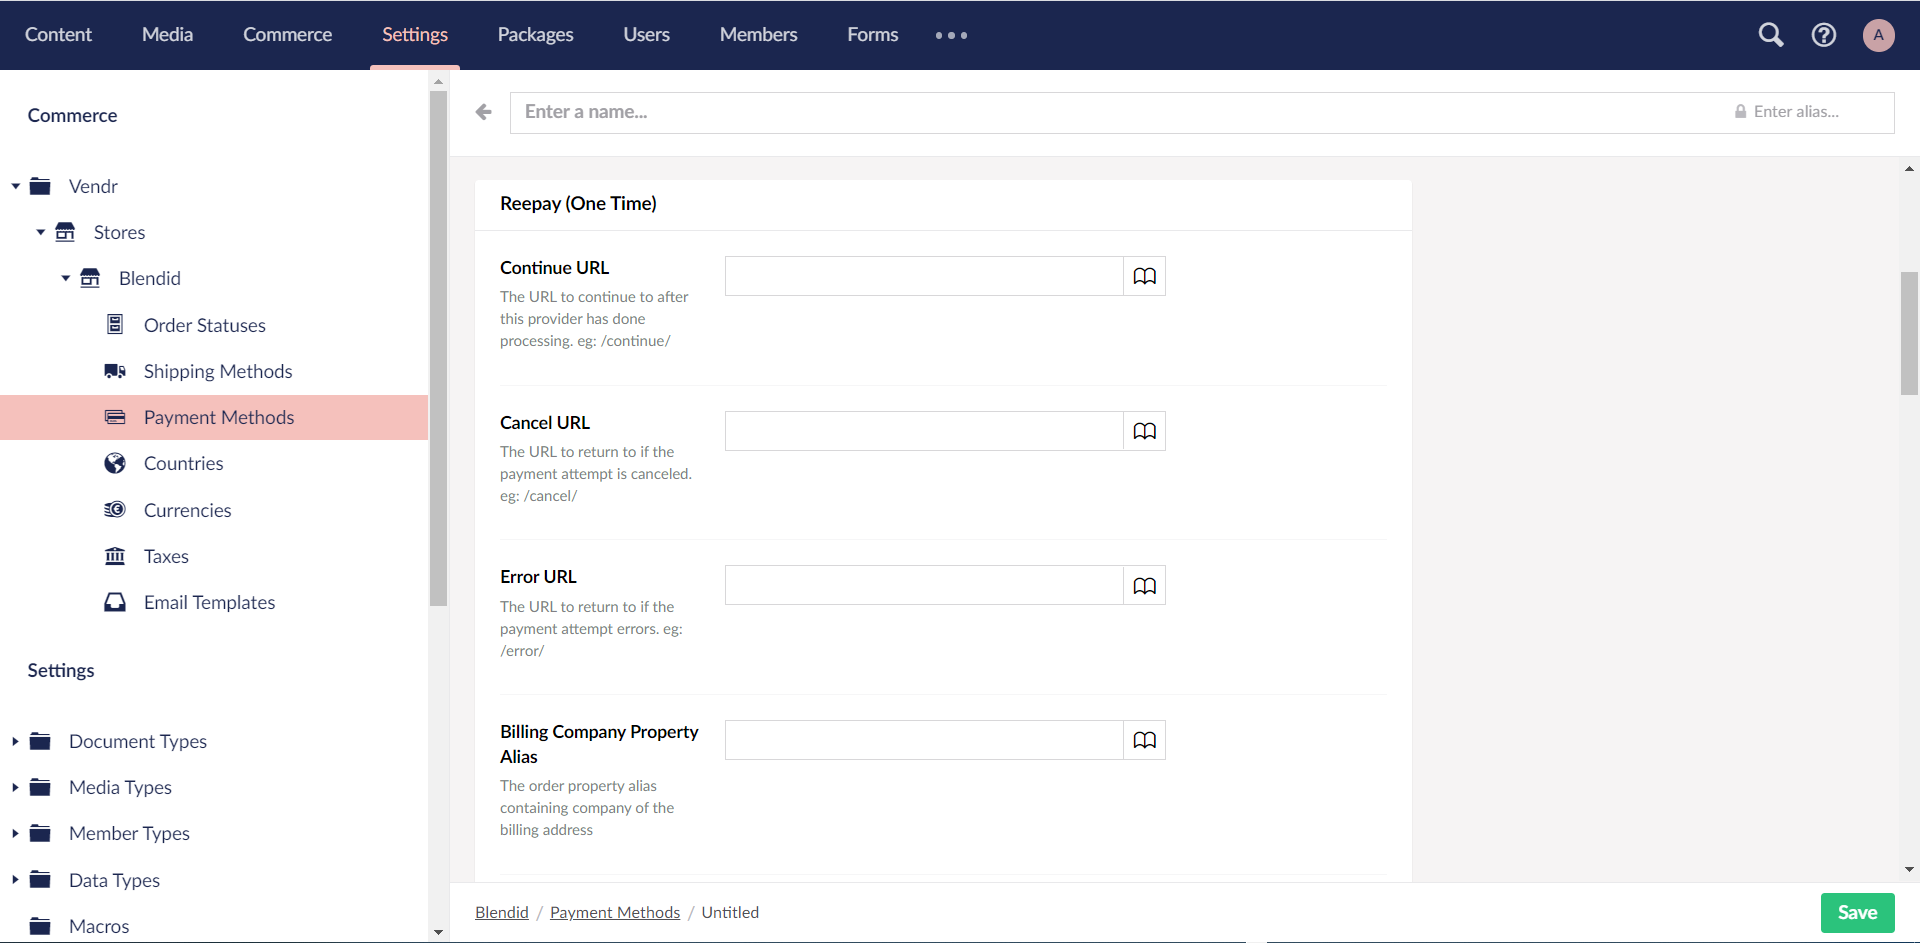 Content Media Commerce Settings Packages Users Members Forms
A
Commerce
Vendr
Stores
Blendid
Order Statuses
Shipping Methods
Payment Methods
Countries
Currencies
Taxes
Email Templates
Settings
Document Types
Media Types
Member Types
Data Types
Macros
Enter a name... Enter alias...
Reepay (One Time)
Continue URL
The URL to continue to after
this provider has done
processing. eg: /continue/
Cancel URL
The URL to return to if the
payment attempt is canceled.
eg: /cancel/
Error URL
The URL to return to if the
payment attempt errors. eg:
/error/
Billing Company Property
Alias
The order property alias
containing company of the
billing address
Blendid / Payment Methods / Untitled
Save